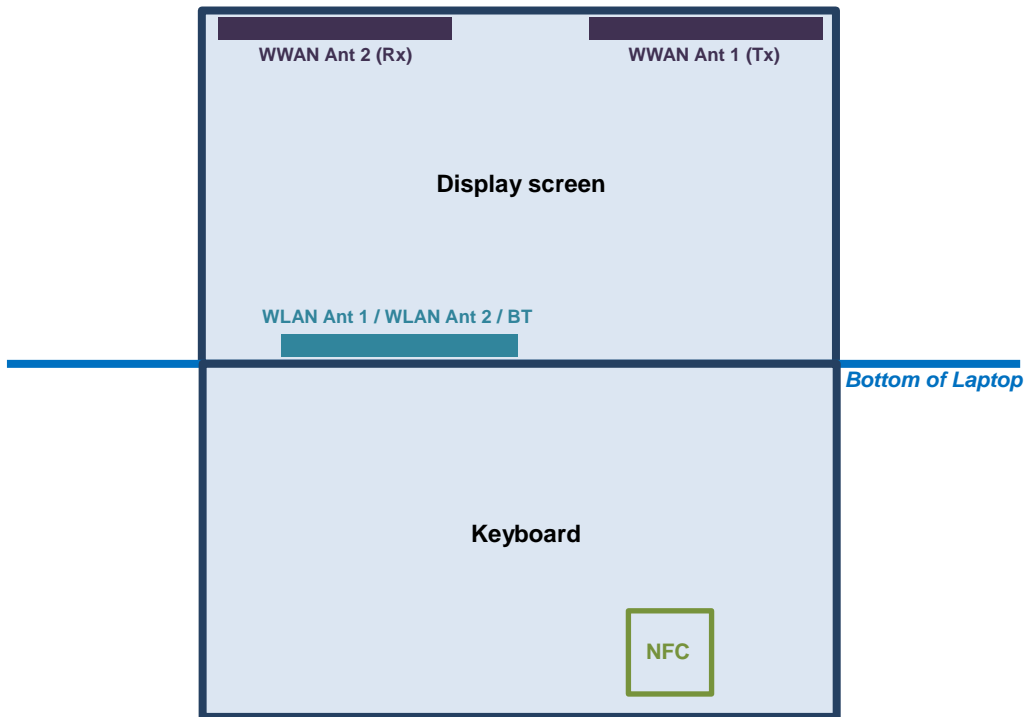 WWAN Ant 2 (Rx)
WWAN Ant 1 (Tx)
Display screen
WLAN Ant 1 / WLAN Ant 2 / BT
Bottom of Laptop
Keyboard
NFC